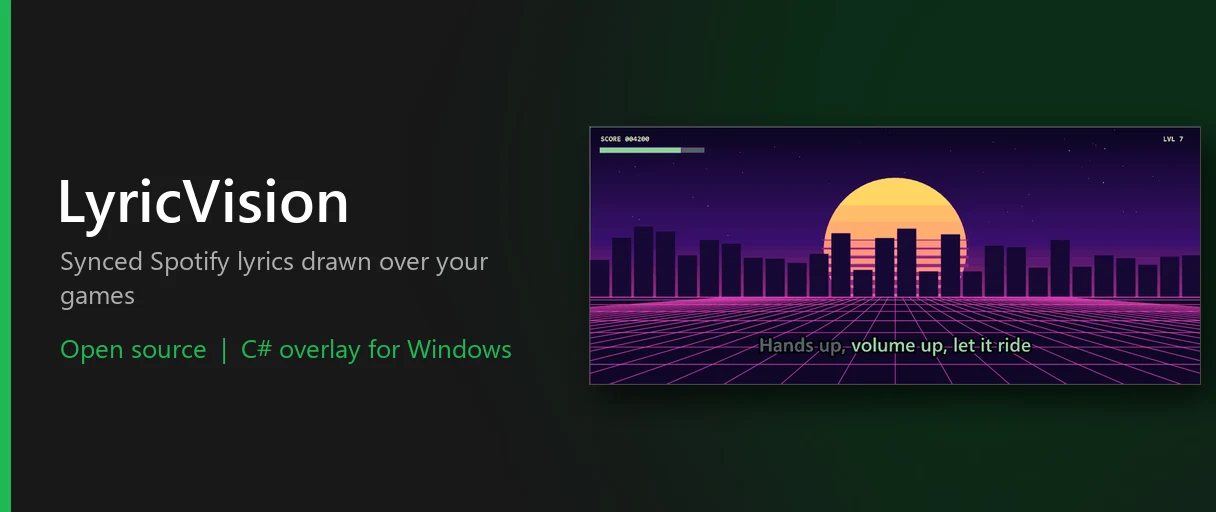 LyricVision
Synced Spotify lyrics drawn over your
games
Open source | C# overlay for Windows
SCORE 004200
LVL 7
Hands up, volume up, let it ride